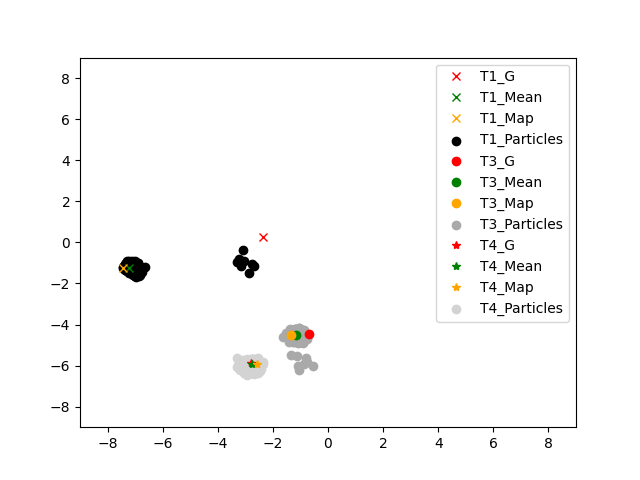 8
6
4
2
0
−2
−4
−6
−8
−8 −6 −4 −2 0 2 4 6 8
T1_G
T1_Mean
T1_Map
T1_Particles
T3_G
T3_Mean
T3_Map
T3_Particles
T4_G
T4_Mean
T4_Map
T4_Particles